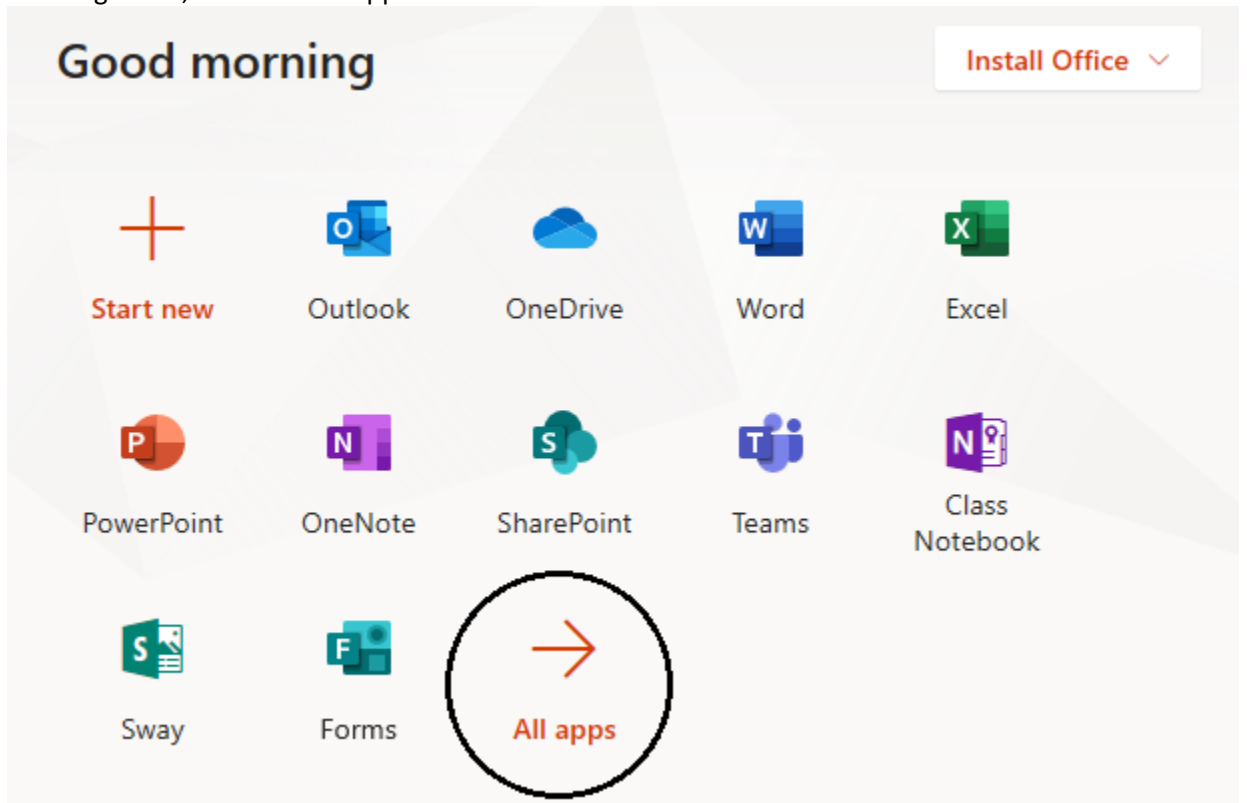 Good morning
Install Office
Start new
Outlook
OneDrive
Word
Excel
PowerPoint
OneNote
SharePoint
Teams
Class
Notebook
Sway
Forms
All apps